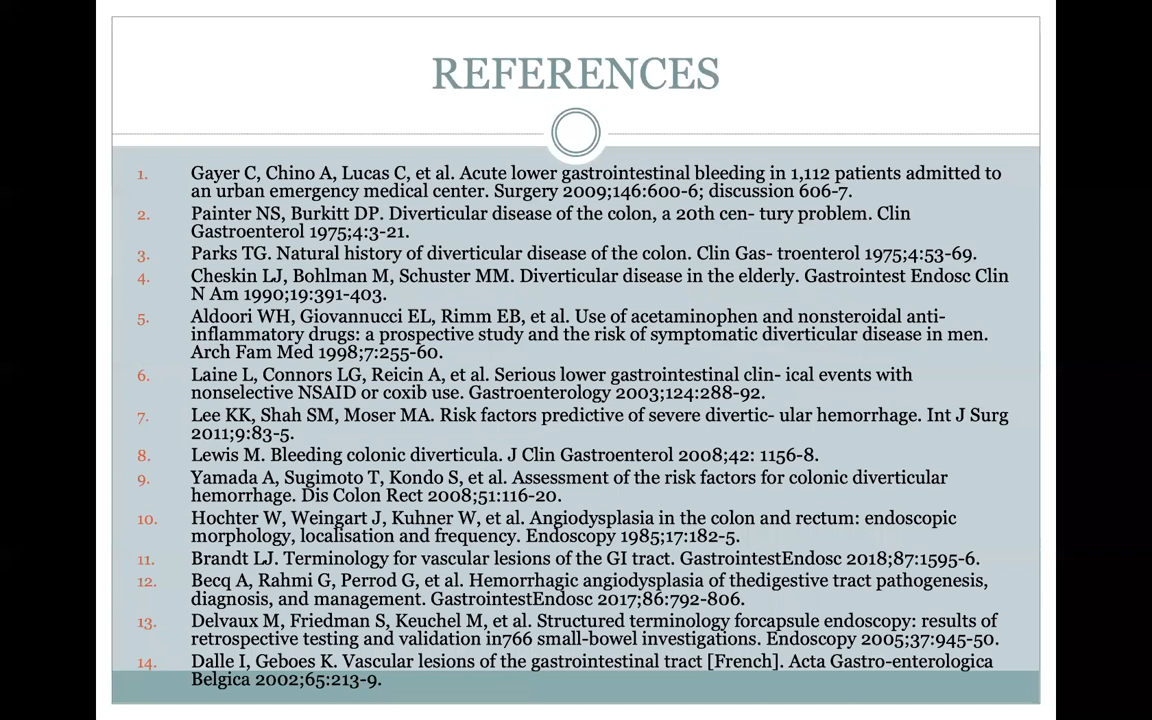 REFERENCES
1. Gayer C, Chino A, Lucas C, et al. Acute lower gastrointestinal bleeding in 1,112 patients admitted to
an urban emergency medical center. Surgery 2009;146:600-6; discussion 606-7.
2. Painter NS, Burkitt DP. Diverticular disease of the colon, a 20th cen- tury problem. Clin
Gastroenterol 1975;4:3-21.
3. Parks TG. Natural history of diverticular disease of the colon. Clin Gas- troenterol 1975;4:53-69.
4. Cheskin LJ, Bohlman M, Schuster MM. Diverticular disease in the elderly. Gastrointest Endosc Clin
N Am 1990;19:391-403.
5. Aldoori WH, Giovannucci EL, Rimm EB, et al. Use of acetaminophen and nonsteroidal anti-
inflammatory drugs: a prospective study and the risk of symptomatic diverticular disease in men.
Arch Fam Med 1998;7:255-60.
6. Laine L, Connors LG, Reicin A, et al. Serious lower gastrointestinal clin- ical events with
nonselective NSAID or coxib use. Gastroenterology 2003;124:288-92.
7. Lee KK, Shah SM, Moser MA. Risk factors predictive of severe divertic- ular hemorrhage. Int J Surg
2011;9:83-5.
8. Lewis M. Bleeding colonic diverticula. J Clin Gastroenterol 2008;42: 1156-8.
9. Yamada A, Sugimoto T, Kondo S, et al. Assessment of the risk factors for colonic diverticular
hemorrhage. Dis Colon Rect 2008;51:116-20.
10. Hochter W, Weingart J, Kuhner W, et al. Angiodysplasia in the colon and rectum: endoscopic
morphology, localisation and frequency. Endoscopy 1985;17:182-5.
11. Brandt LJ. Terminology for vascular lesions of the GI tract. GastrointestEndosc 2018;87:1595-6.
12. Becq A, Rahmi G, Perrod G, et al. Hemorrhagic angiodysplasia of thedigestive tract pathogenesis,
diagnosis, and management. GastrointestEndosc 2017;86:792-806.
13. Delvaux M, Friedman S, Keuchel M, et al. Structured terminology forcapsule endoscopy: results of
retrospective testing and validation in766 small-bowel investigations. Endoscopy 2005;37:945-50.
14. Dalle I, Geboes K. Vascular lesions of the gastrointestinal tract [French]. Acta Gastro-enterologica
Belgica 2002;65:213-9.